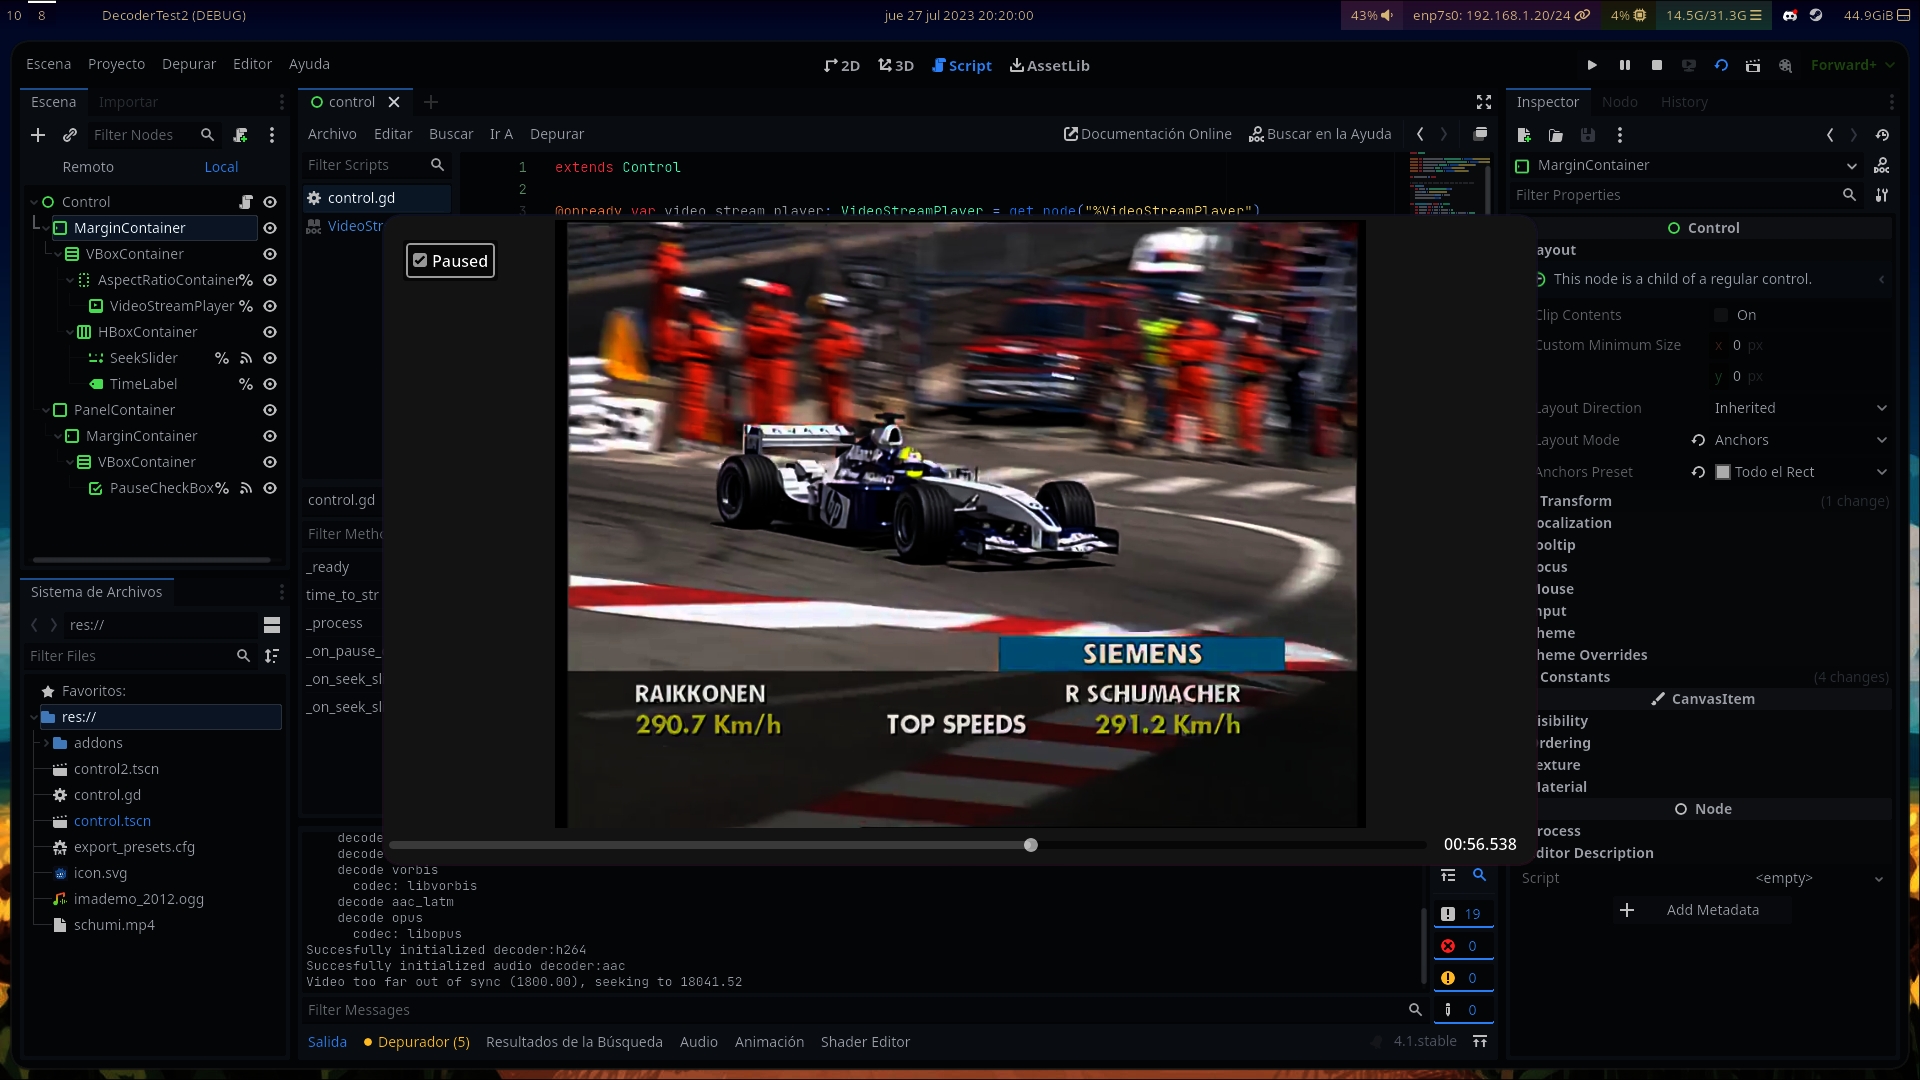 10 8 DecoderTest2 (DEBUG) jue 27 jul 2023 20:20:00 43% enp7s0: 192.168.1.20/24 4% 14.5G/31.3G 44.9GiB
Escena Proyecto Depurar Editor Ayuda 2D 3D Script AssetLib Forward+
Escena Importar
Filter Nodes
Remoto Local
Control
MarginContainer
VBoxContainer
AspectRatioContainer %
VideoStreamPlayer %
HBoxContainer
SeekSlider %
TimeLabel %
PanelContainer
MarginContainer
VBoxContainer
PauseCheckBox %
Sistema de Archivos
res://
Filter Files
Favoritos:
res://
addons
control2.tscn
control.gd
control.tscn
export_presets.cfg
icon.svg
imademo_2012.ogg
schumi.mp4
control
Archivo Editar Buscar Ir A Depurar Documentación Online Buscar en la Ayuda
Filter Scripts
control.gd
VideoStr
1 extends Control
2
3 @onready var video_stream_player: VideoStreamPlayer = get_node("%VideoStreamPlayer")
control.gd
Filter Metho
_ready
time_to_str
_process
_on_pause_
_on_seek_sl
_on_seek_sl
Paused
hp
SIEMENS
RAIKKONEN R SCHUMACHER
290.7 Km/h TOP SPEEDS 291.2 Km/h
00:56.538
decode
decode
decode vorbis
codec: libvorbis
decode aac_latm
decode opus
codec: libopus
Succesfully initialized decoder:h264
Succesfully initialized audio decoder:aac
Video too far out of sync (1800.00), seeking to 18041.52
Filter Messages
19
0
0
0
Salida Depurador (5) Resultados de la Búsqueda Audio Animación Shader Editor 4.1.stable
Inspector Nodo History
MarginContainer
Filter Properties
Control
ayout
This node is a child of a regular control.
Clip Contents On
Custom Minimum Size x 0 px
y 0 px
Layout Direction Inherited
Layout Mode Anchors
Anchors Preset Todo el Rect
Transform (1 change)
ocalization
ooltip
ocus
Mouse
nput
heme
heme Overrides
Constants (4 changes)
CanvasItem
isibility
rdering
exture
Material
Node
rocess
ditor Description
Script <empty>
Add Metadata